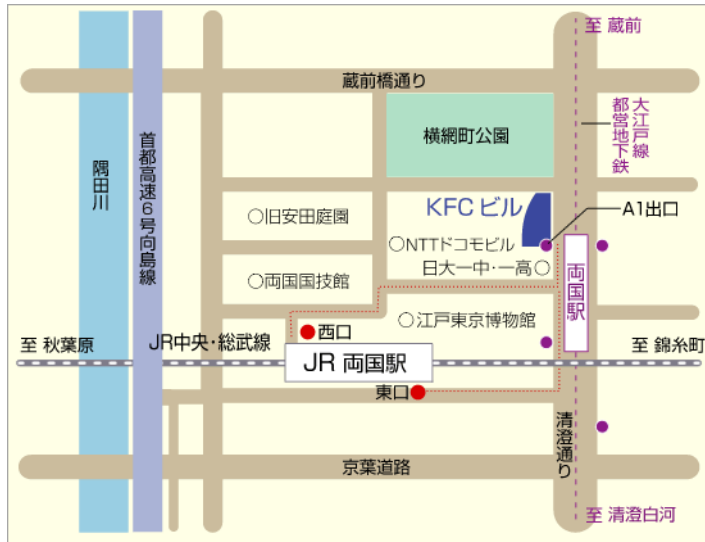 至 蔵前
蔵前橋通り
大江戸線
都営地下鉄
首都高速6号向島線
隅田川
横網町公園
KFC ビル
A1出口
○旧安田庭園
○NTTドコモビル
日大一中・一高○
両国駅
○両国国技館
○江戸東京博物館
西口
至 秋葉原
JR中央・総武線
JR 両国駅
至 錦糸町
東口
清澄通り
京葉道路
至 清澄白河